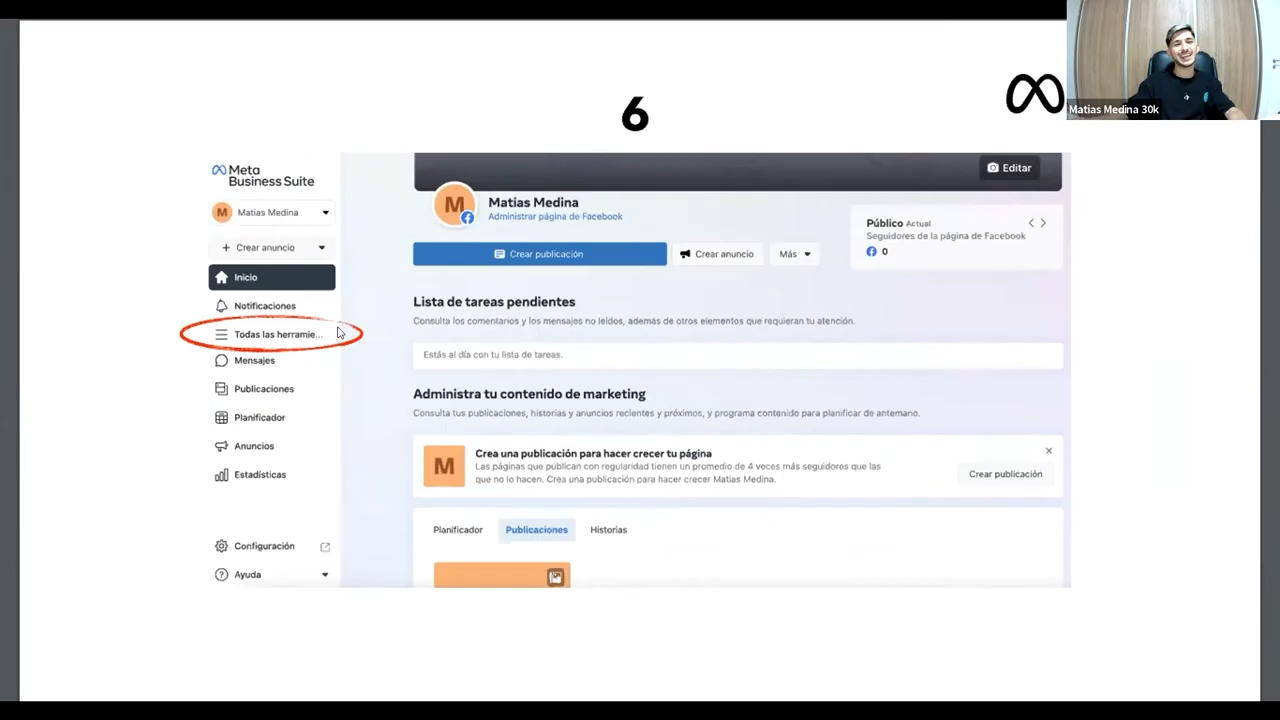 6
Matias Medina 30k
Meta
Business Suite
M Matias Medina
+ Crear anuncio
Inicio
Notificaciones
Todas las herramie...
Mensajes
Publicaciones
Planificador
Anuncios
Estadísticas
Configuración
Ayuda
Editar
M
Matias Medina
Administrar página de Facebook
Crear publicación
Crear anuncio
Más
Público Actual
Seguidores de la página de Facebook
0
Lista de tareas pendientes
Consulta los comentarios y los mensajes no leídos, además de otros elementos que requieran tu atención.
Estás al día con tu lista de tareas.
Administra tu contenido de marketing
Consulta tus publicaciones, historias y anuncios recientes y próximos, y programa contenido para planificar de antemano.
M
Crea una publicación para hacer crecer tu página
Las páginas que publican con regularidad tienen un promedio de 4 veces más seguidores que las
que no lo hacen. Crea una publicación para hacer crecer Matias Medina.
Crear publicación
Planificador
Publicaciones
Historias